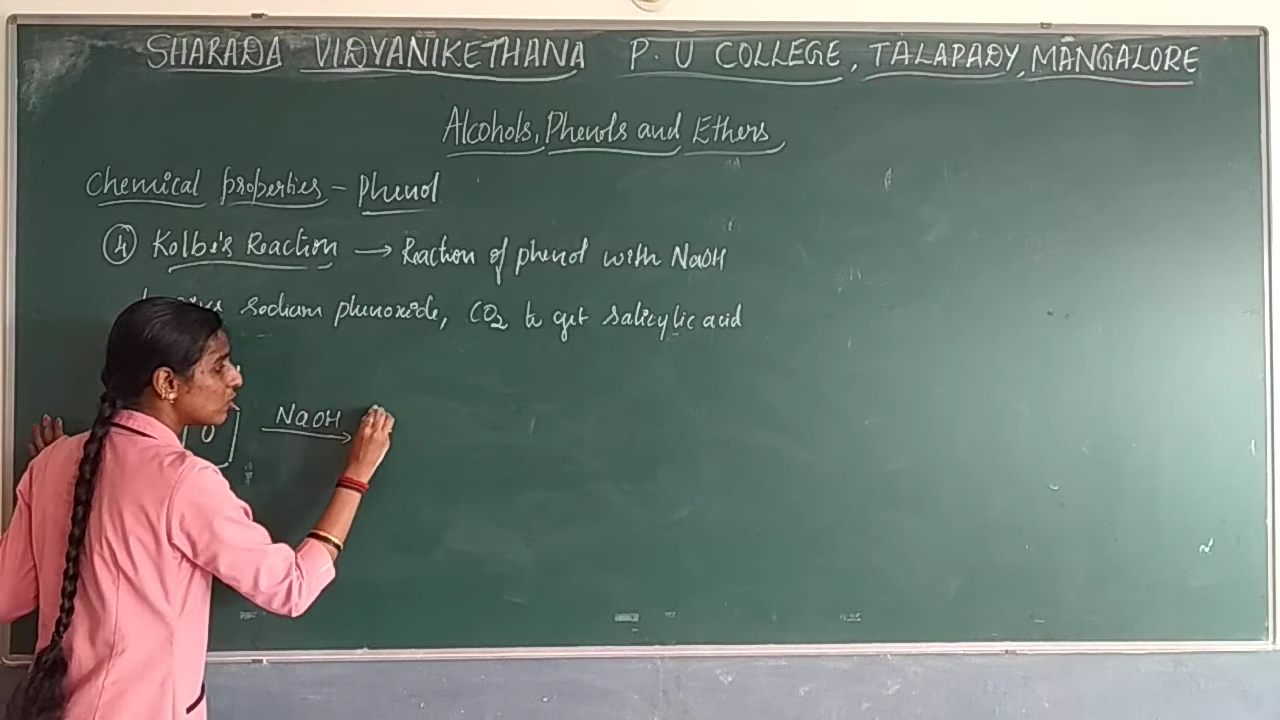 SHARADA VIDYANIKETHANA P. U COLLEGE, TALAPADY, MANGALORE
Alcohols, Phenols and Ethers
Chemical properties - Phenol
④ Kolbe's Reaction → Reaction of phenol with NaOH
sodium phenoxide, CO₂ to get salicylic acid
NaOH